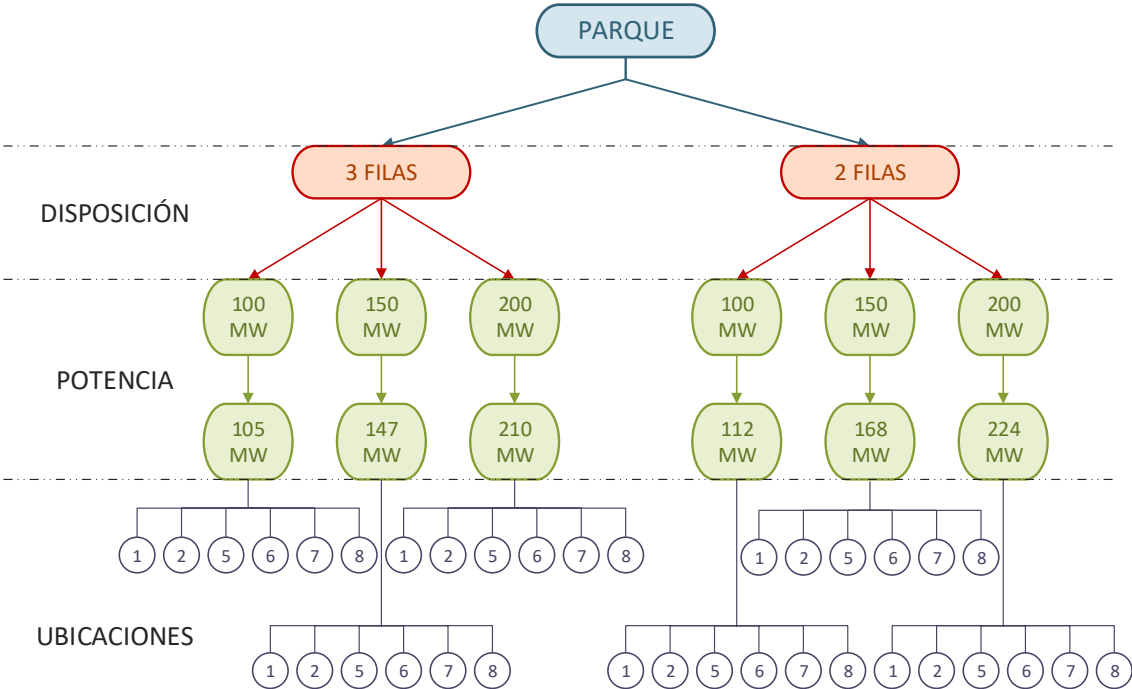 PARQUE
3 FILAS
2 FILAS
DISPOSICIÓN
100
MW
150
MW
200
MW
100
MW
150
MW
200
MW
POTENCIA
105
MW
147
MW
210
MW
112
MW
168
MW
224
MW
1 2 5 6 7 8
1 2 5 6 7 8
1 2 5 6 7 8
UBICACIONES
1 2 5 6 7 8
1 2 5 6 7 8
1 2 5 6 7 8